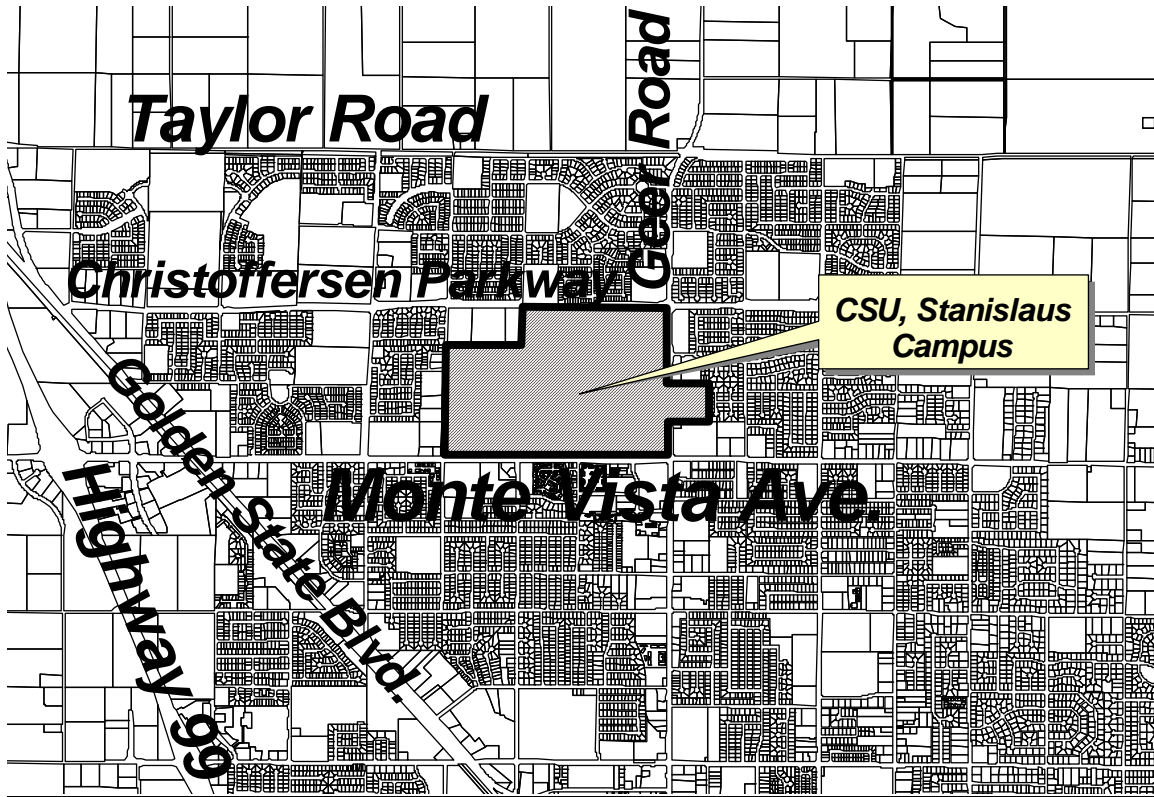 Taylor Road
Geer Road
Christoffersen Parkway
CSU, Stanislaus
Campus
Golden State Blvd.
Monte Vista Ave.
Highway 99